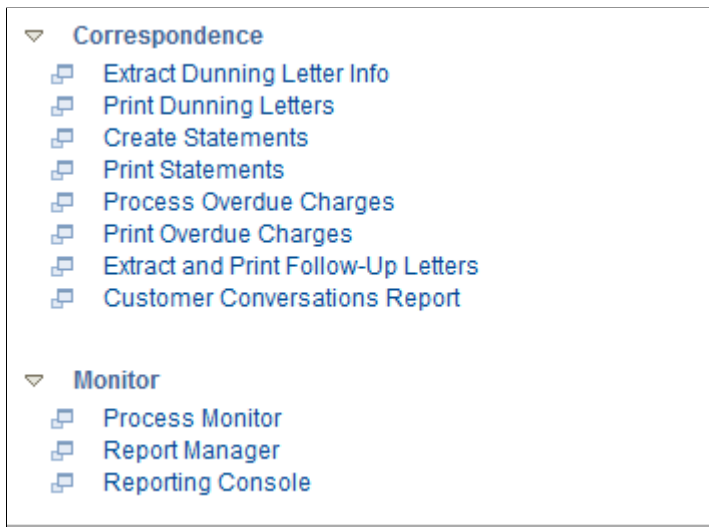 Correspondence
Extract Dunning Letter Info
Print Dunning Letters
Create Statements
Print Statements
Process Overdue Charges
Print Overdue Charges
Extract and Print Follow-Up Letters
Customer Conversations Report
Monitor
Process Monitor
Report Manager
Reporting Console